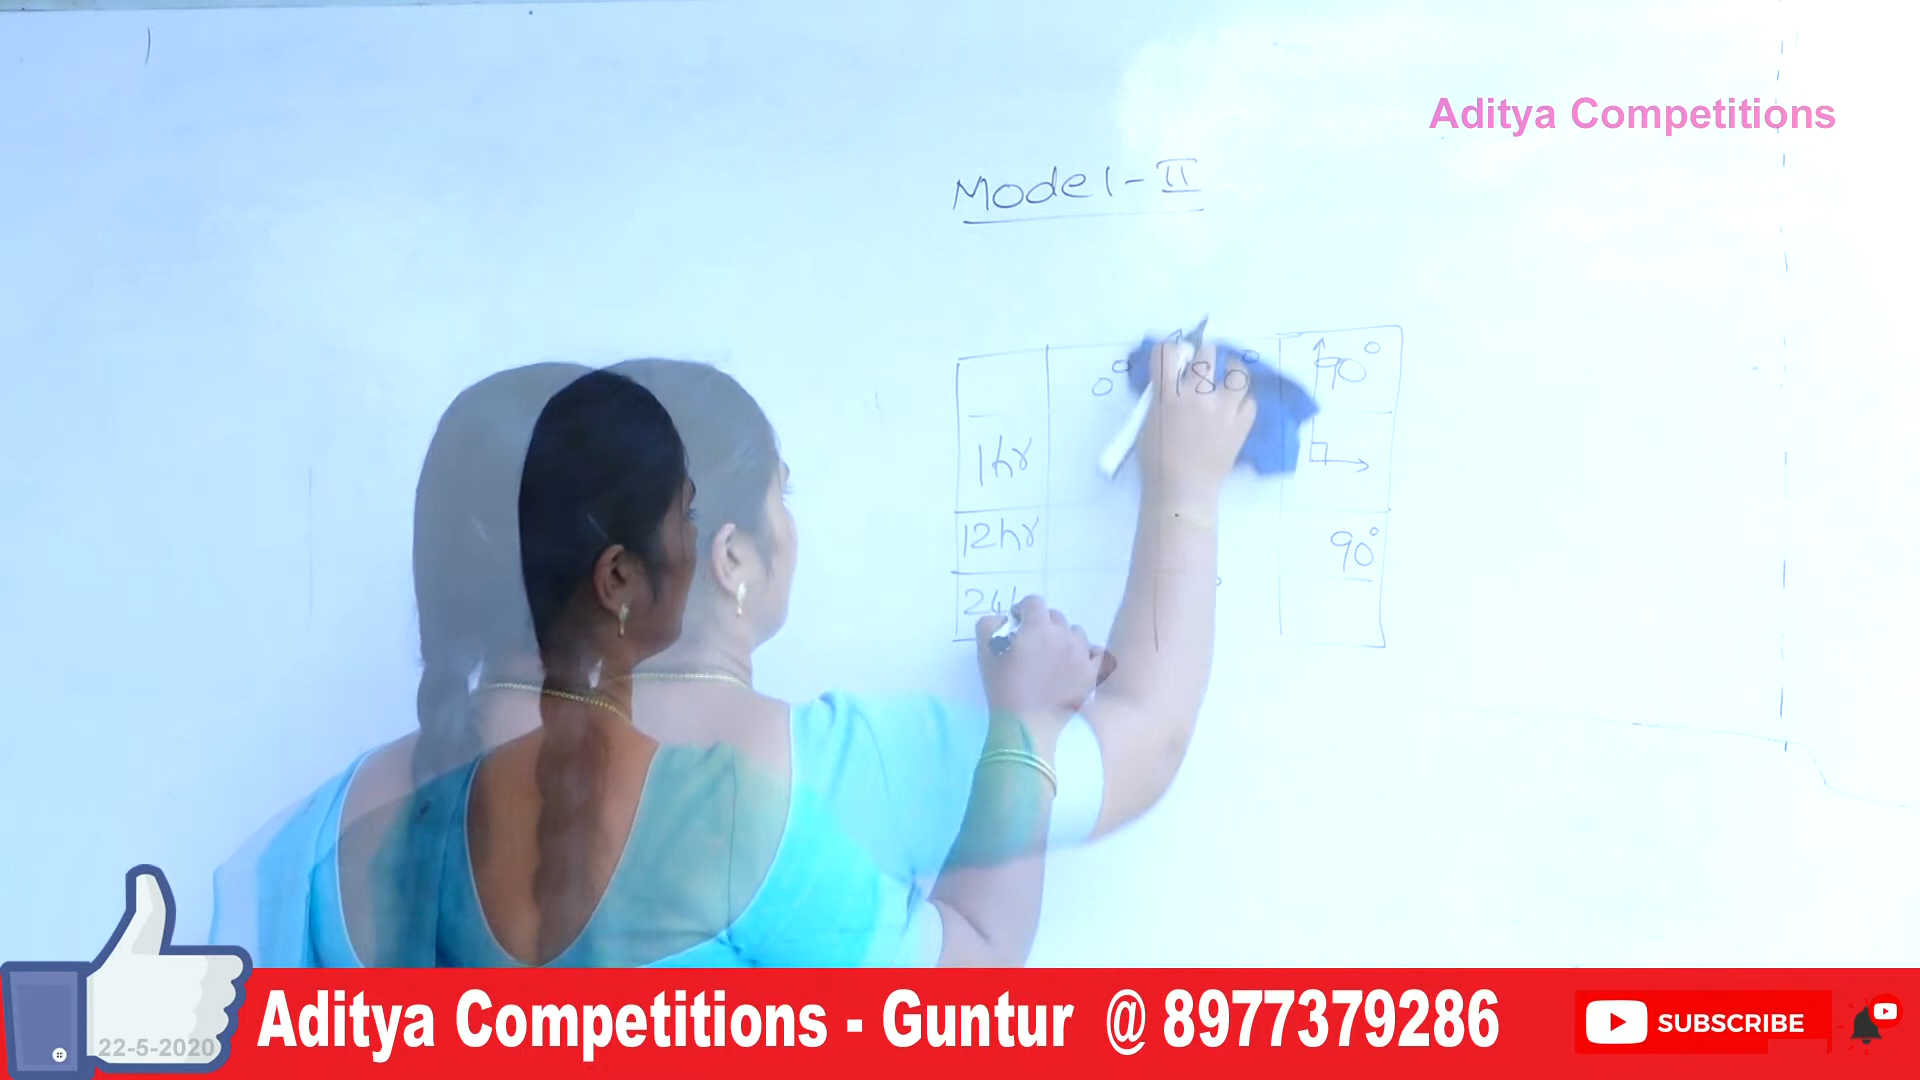 Aditya Competitions
Model-II
0° 180° 90°
1hr
12hr 90°
24
22-5-2020
Aditya Competitions - Guntur @ 8977379286
SUBSCRIBE